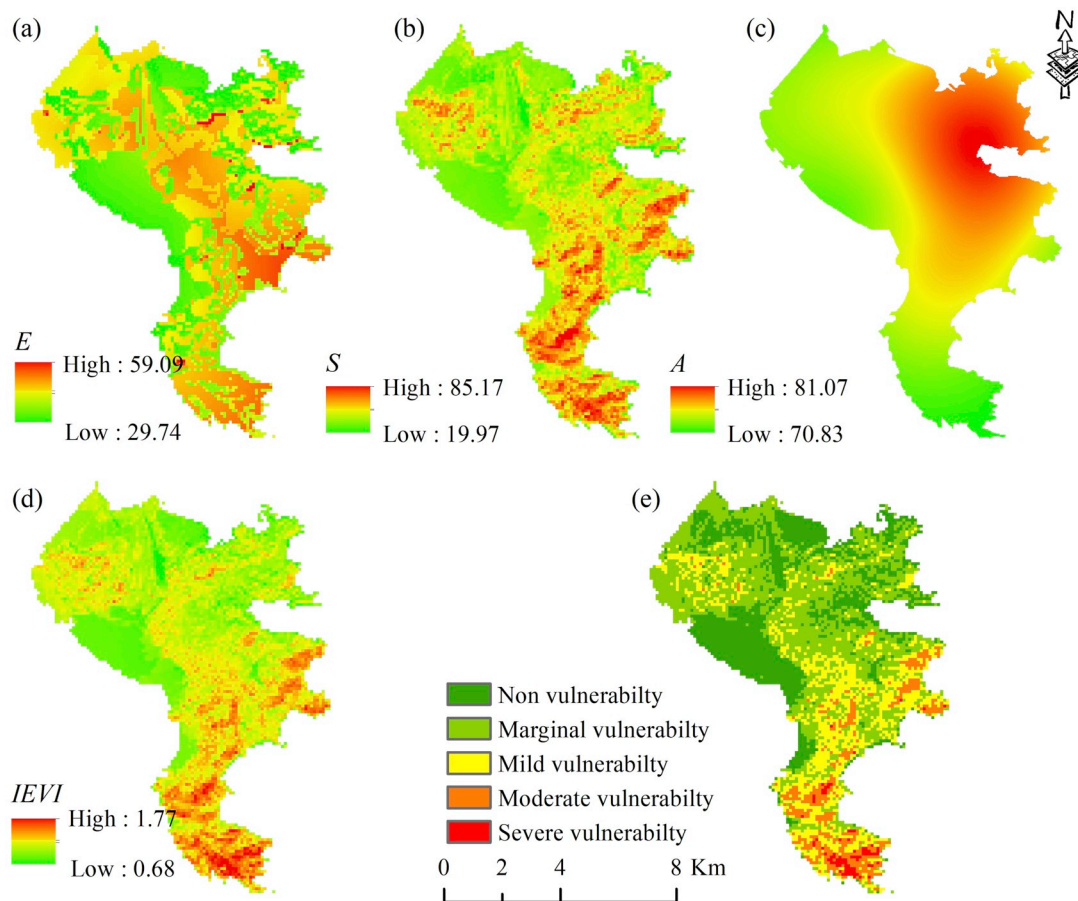 (a)
(b)
(c)
N
E
High : 59.09
Low : 29.74
S
High : 85.17
Low : 19.97
A
High : 81.07
Low : 70.83
(d)
(e)
IEVI
High : 1.77
Low : 0.68
Non vulnerabilty
Marginal vulnerabilty
Mild vulnerabilty
Moderate vulnerabilty
Severe vulnerabilty
0 2 4 8 Km